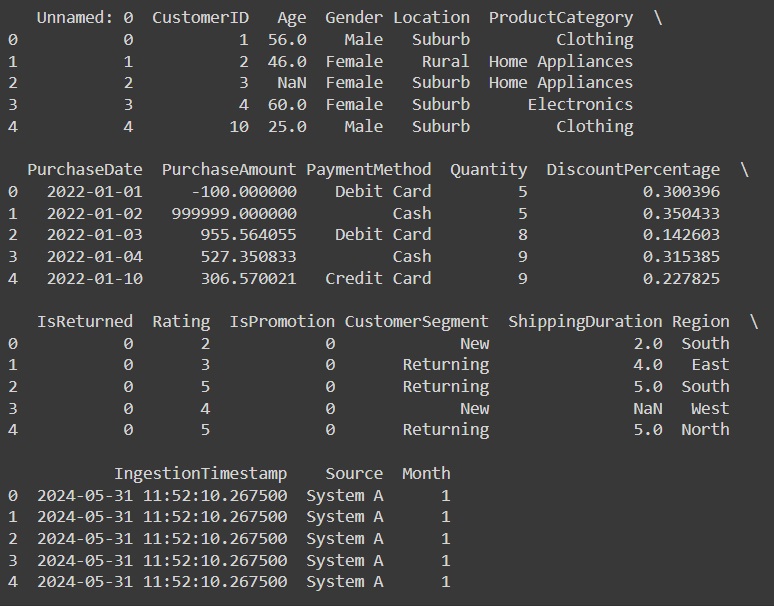 Unnamed: 0  CustomerID   Age  Gender Location  ProductCategory  \
0           0           1  56.0    Male   Suburb         Clothing
1           1           2  46.0  Female    Rural  Home Appliances
2           2           3   NaN  Female   Suburb  Home Appliances
3           3           4  60.0  Female   Suburb      Electronics
4           4          10  25.0    Male   Suburb         Clothing
  PurchaseDate  PurchaseAmount PaymentMethod  Quantity  DiscountPercentage  \
0   2022-01-01     -100.000000    Debit Card         5            0.300396
1   2022-01-02   999999.000000          Cash         5            0.350433
2   2022-01-03      955.564055    Debit Card         8            0.142603
3   2022-01-04      527.350833          Cash         9            0.315385
4   2022-01-10      306.570021   Credit Card         9            0.227825
   IsReturned  Rating  IsPromotion CustomerSegment  ShippingDuration Region  \
0           0       2            0             New               2.0  South
1           0       3            0       Returning               4.0   East
2           0       5            0       Returning               5.0  South
3           0       4            0             New               NaN   West
4           0       5            0       Returning               5.0  North
          IngestionTimestamp    Source  Month
0 2024-05-31 11:52:10.267500  System A      1
1 2024-05-31 11:52:10.267500  System A      1
2 2024-05-31 11:52:10.267500  System A      1
3 2024-05-31 11:52:10.267500  System A      1
4 2024-05-31 11:52:10.267500  System A      1